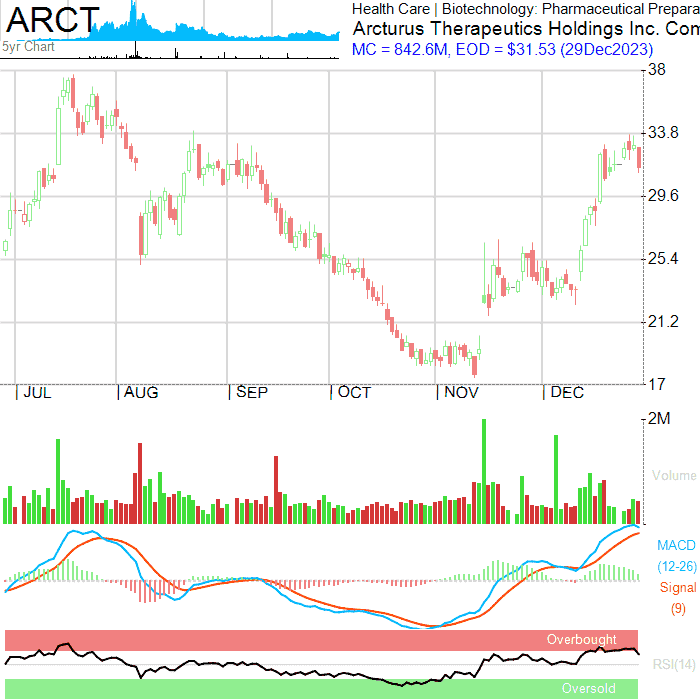 ARCT
5yr Chart
Health Care | Biotechnology: Pharmaceutical Prepara
Arcturus Therapeutics Holdings Inc. Com
MC = 842.6M, EOD = $31.53 (29Dec2023)
38
33.8
29.6
25.4
21.2
17
JUL AUG SEP OCT NOV DEC
2M
Volume
MACD
(12-26)
Signal
(9)
Overbought
RSI(14)
Oversold